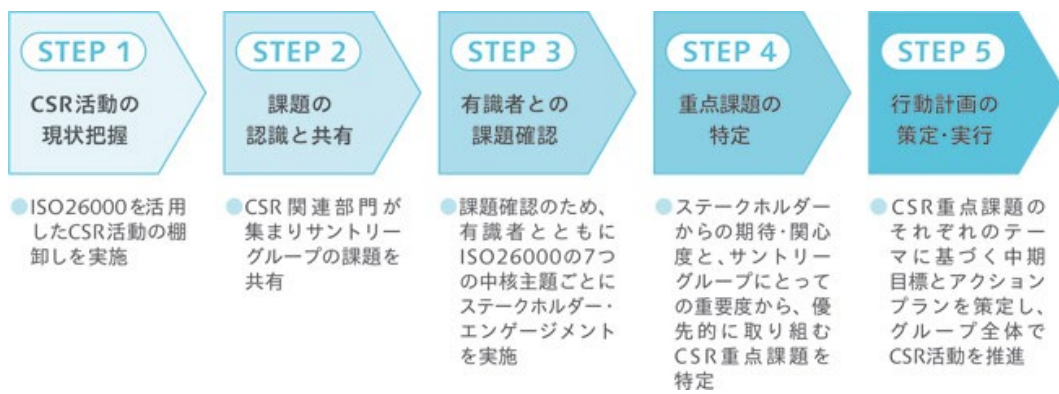 STEP 1
CSR活動の
現状把握
●ISO26000を活用
したCSR活動の棚
卸しを実施
STEP 2
課題の
認識と共有
●CSR関連部門が
集まりサントリー
グループの課題を
共有
STEP 3
有識者との
課題確認
●課題確認のため、
有識者とともに
ISO26000の7つ
の中核主題ごとに
ステークホルダー・
エンゲージメント
を実施
STEP 4
重点課題の
特定
●ステークホルダー
からの期待・関心
度と、サントリー
グループにとって
の重要度から、優
先的に取り組む
CSR重点課題を
特定
STEP 5
行動計画の
策定・実行
●CSR重点課題の
それぞれのテー
マに基づく中期
目標とアクション
プランを策定し、
グループ全体で
CSR活動を推進